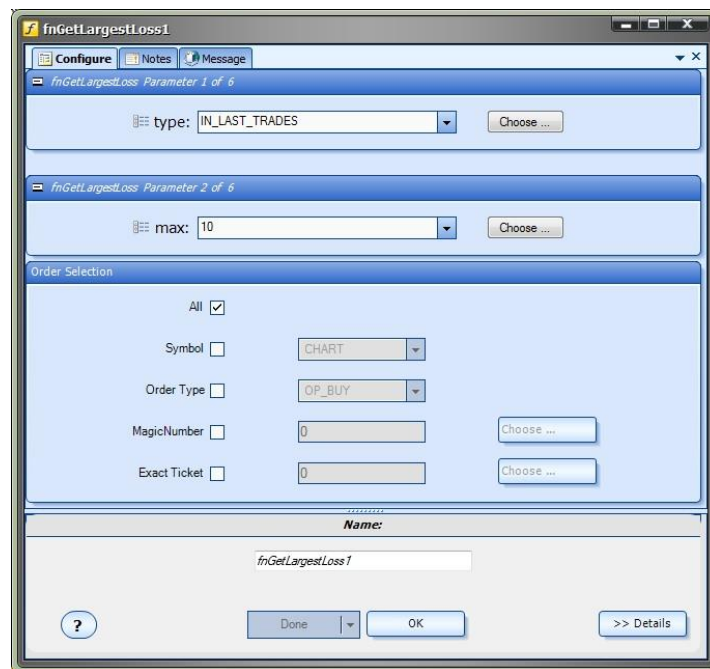 fnGetLargestLoss1
Configure Notes Message
fnGetLargestLoss Parameter 1 of 6
type: IN_LAST_TRADES Choose ...
fnGetLargestLoss Parameter 2 of 6
max: 10 Choose ...
Order Selection
All
Symbol CHART
Order Type OP_BUY
MagicNumber 0 Choose ...
Exact Ticket 0 Choose ...
Name:
fnGetLargestLoss1
? Done OK >> Details